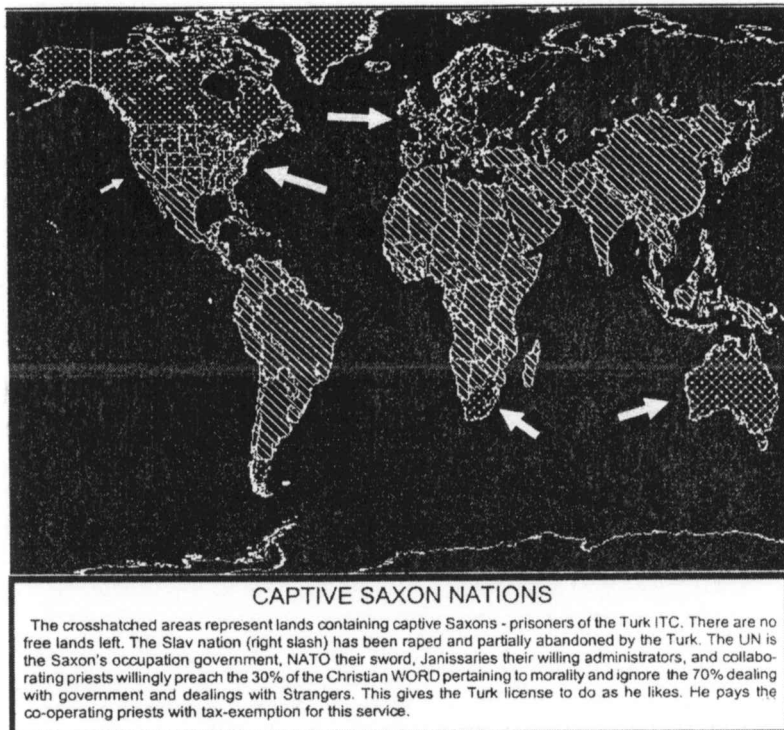 CAPTIVE SAXON NATIONS
The crosshatched areas represent lands containing captive Saxons - prisoners of the Turk ITC. There are no
free lands left. The Slav nation (right slash) has been raped and partially abandoned by the Turk. The UN is
the Saxon's occupation government, NATO their sword, Janissaries their willing administrators, and collabo-
rating priests willingly preach the 30% of the Christian WORD pertaining to morality and ignore the 70% dealing
with government and dealings with Strangers. This gives the Turk license to do as he likes. He pays the
co-operating priests with tax-exemption for this service.